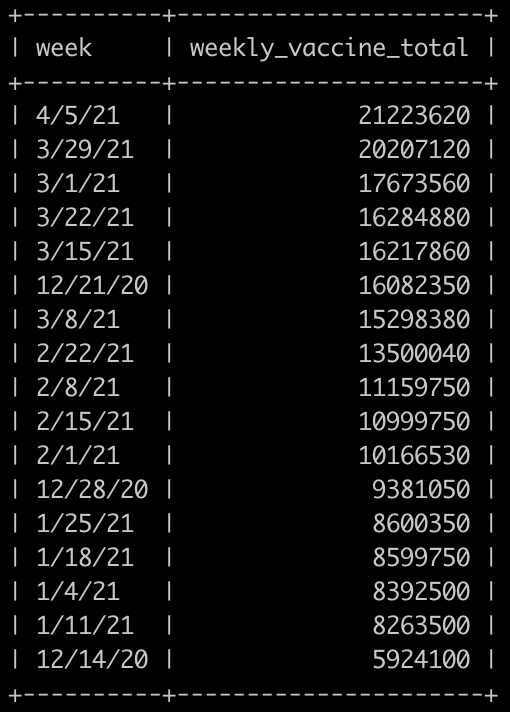 +----------+----------------------+
| week     | weekly_vaccine_total |
+----------+----------------------+
| 4/5/21   |             21223620 |
| 3/29/21  |             20207120 |
| 3/1/21   |             17673560 |
| 3/22/21  |             16284880 |
| 3/15/21  |             16217860 |
| 12/21/20 |             16082350 |
| 3/8/21   |             15298380 |
| 2/22/21  |             13500040 |
| 2/8/21   |             11159750 |
| 2/15/21  |             10999750 |
| 2/1/21   |             10166530 |
| 12/28/20 |              9381050 |
| 1/25/21  |              8600350 |
| 1/18/21  |              8599750 |
| 1/4/21   |              8392500 |
| 1/11/21  |              8263500 |
| 12/14/20 |              5924100 |
+----------+----------------------+